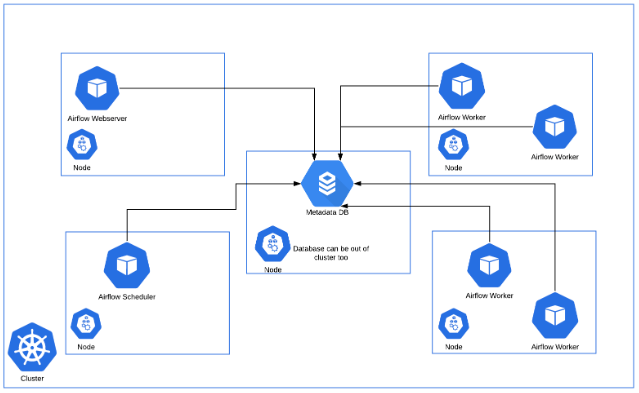 Airflow Webserver
Node
Airflow Worker
Airflow Worker
Node
Metadata DB
Database can be out of
cluster too
Node
Airflow Scheduler
Node
Airflow Worker
Airflow Worker
Node
Cluster